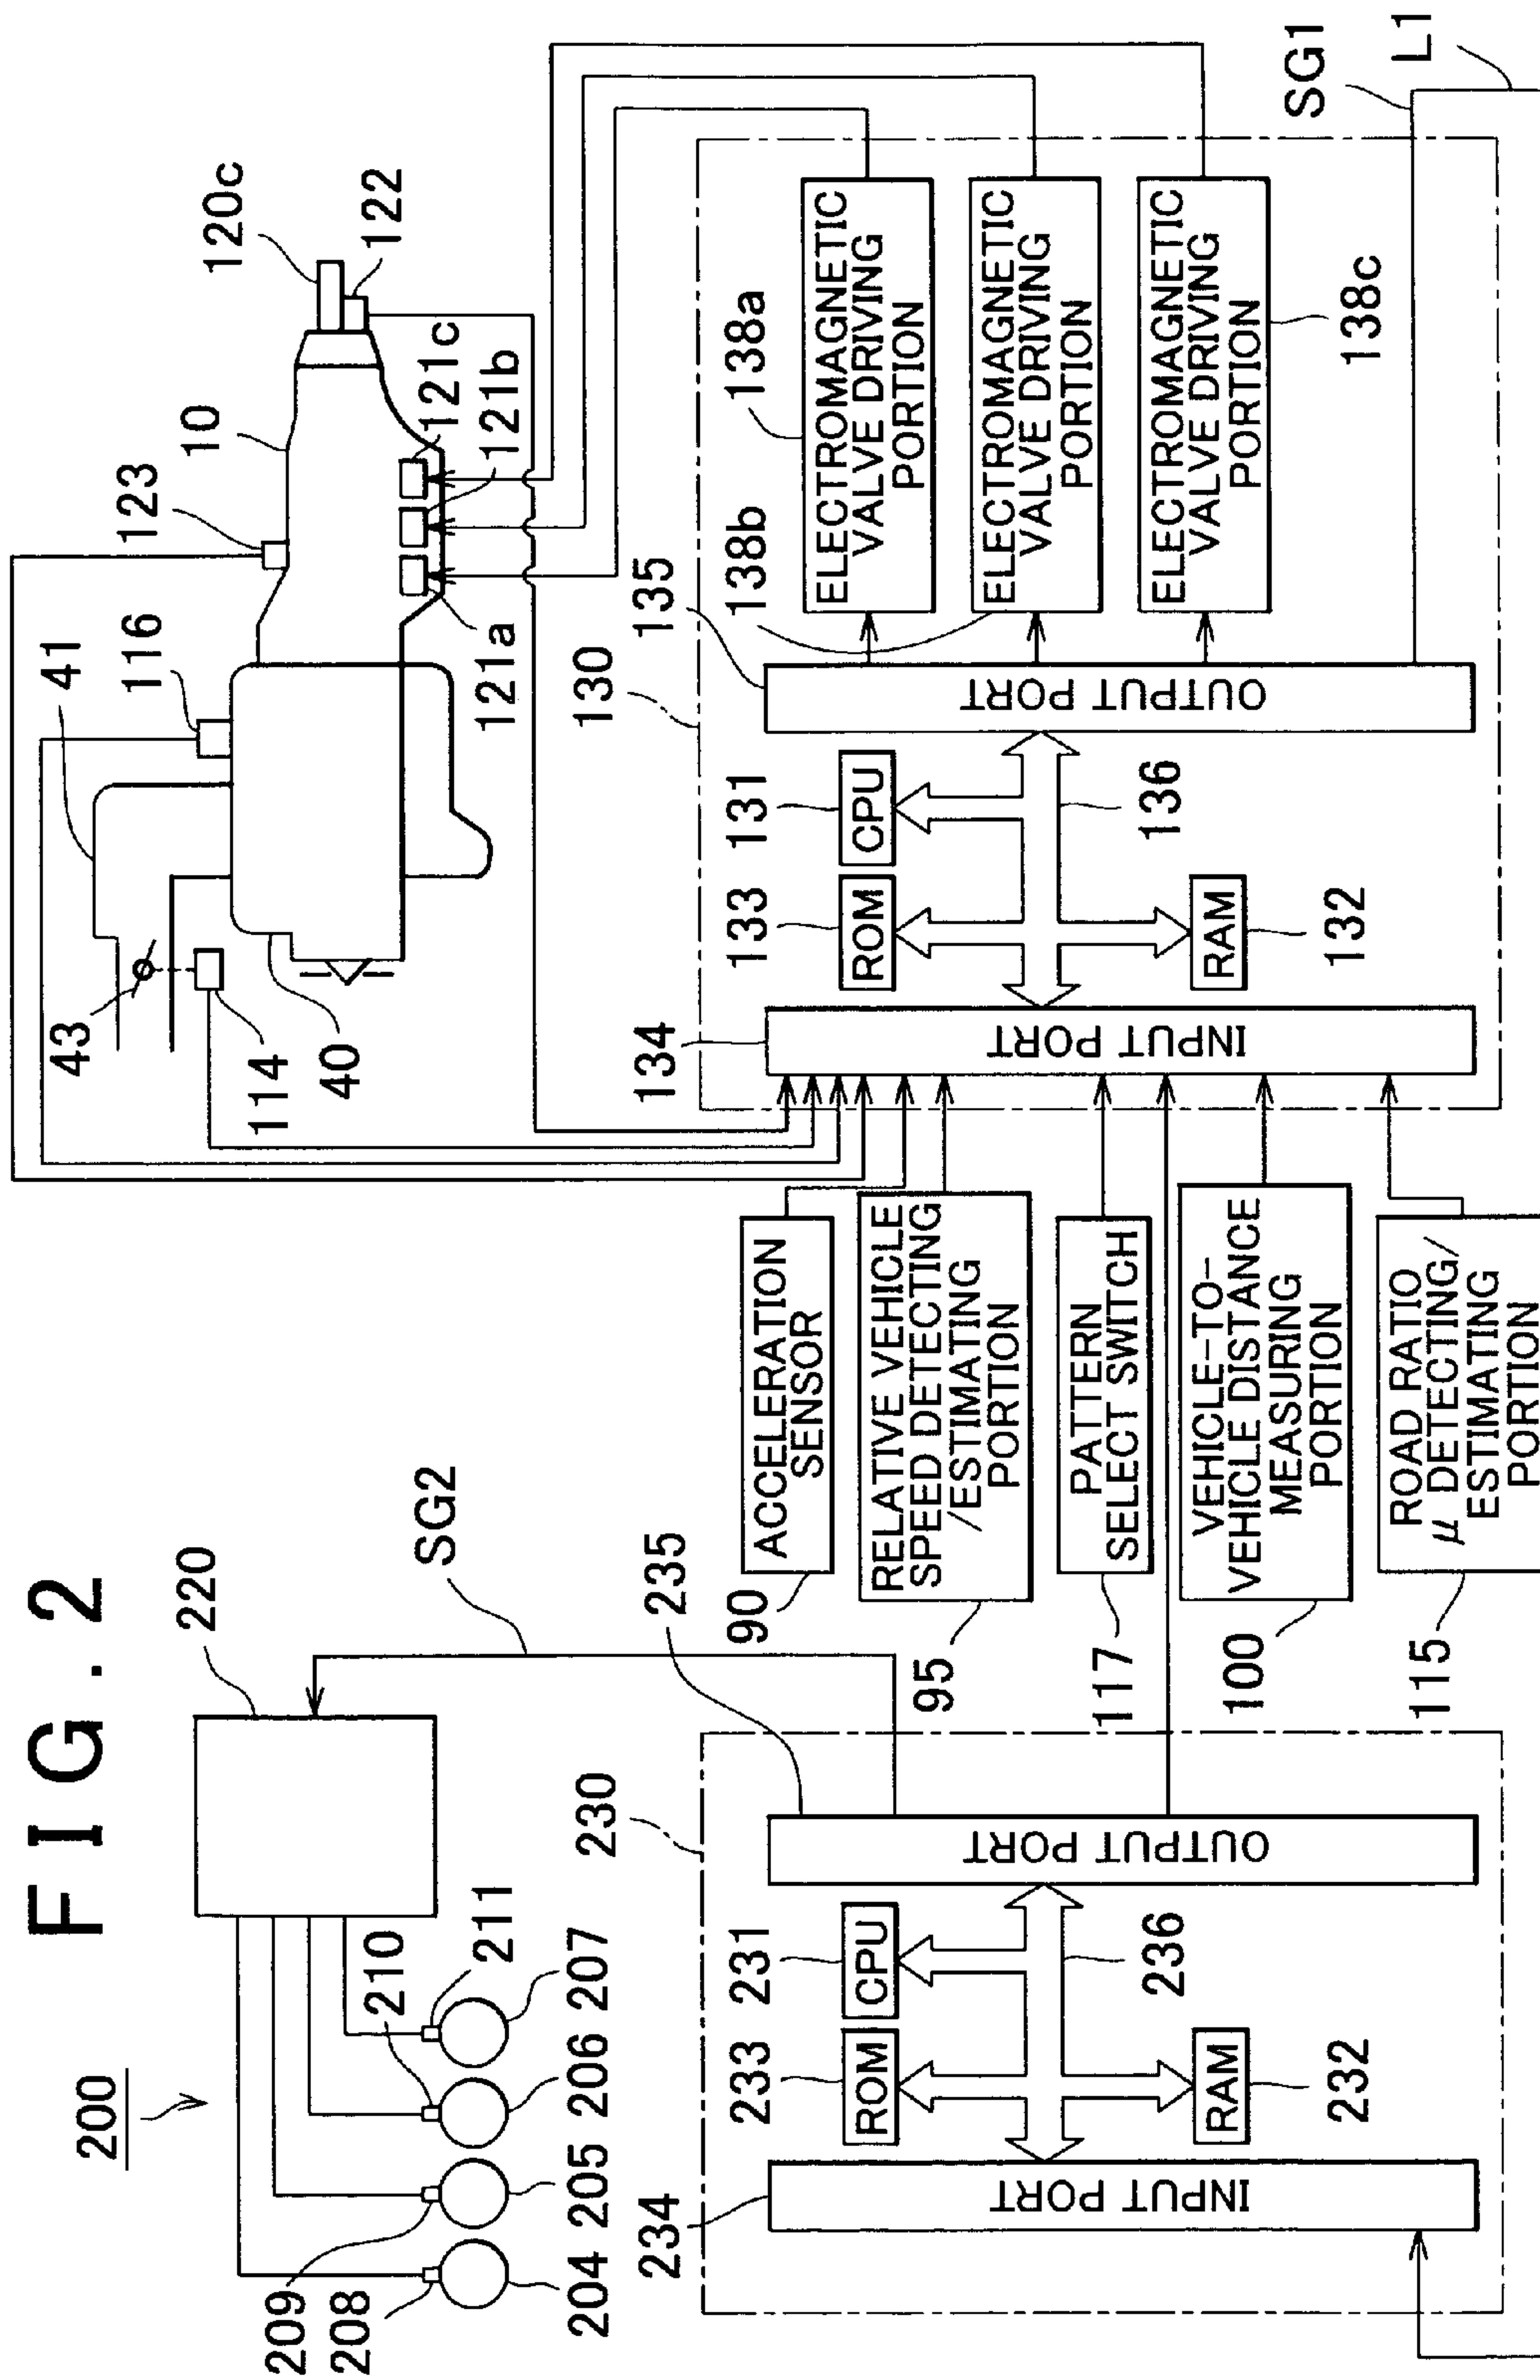 FIG. 2
200
220
SG2
209
208
210
211
204
205
206
207
43
41
116
123
10
120c
122
114
40
121a
121c
121b
230
235
234
INPUT PORT
233
ROM
231
CPU
OUTPUT PORT
236
RAM
232
90
ACCELERATION
SENSOR
95
RELATIVE VEHICLE
SPEED DETECTING
/ESTIMATING
PORTION
117
PATTERN
SELECT SWITCH
100
VEHICLE-TO-
VEHICLE DISTANCE
MEASURING
PORTION
115
ROAD RATIO
μ DETECTING/
ESTIMATING
PORTION
130
134
INPUT PORT
133
ROM
131
CPU
135
OUTPUT PORT
136
RAM
132
138b
138a
ELECTROMAGNETIC
VALVE DRIVING
PORTION
ELECTROMAGNETIC
VALVE DRIVING
PORTION
ELECTROMAGNETIC
VALVE DRIVING
PORTION
138c
SG1
L1